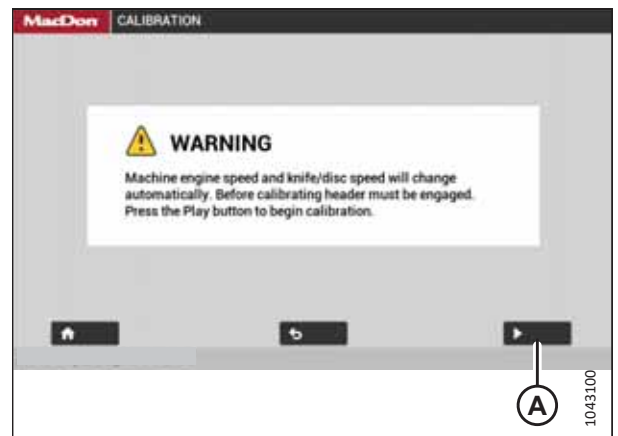 MacDon CALIBRATION
WARNING
Machine engine speed and knife/disc speed will change
automatically. Before calibrating header must be engaged.
Press the Play button to begin calibration.
A
1043100